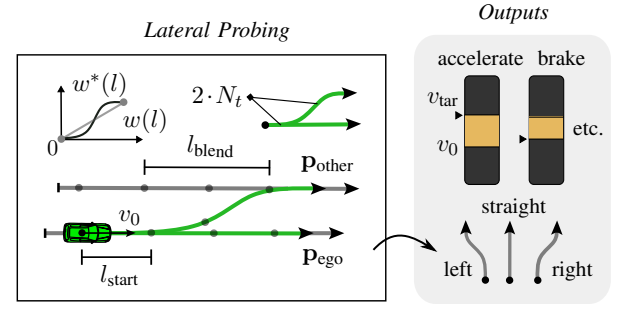 Lateral Probing
w*(l)
w(l)
0
2 · N_t
l_blend
p_other
v_0
p_ego
l_start
Outputs
accelerate brake
v_tar
v_0
etc.
straight
left right